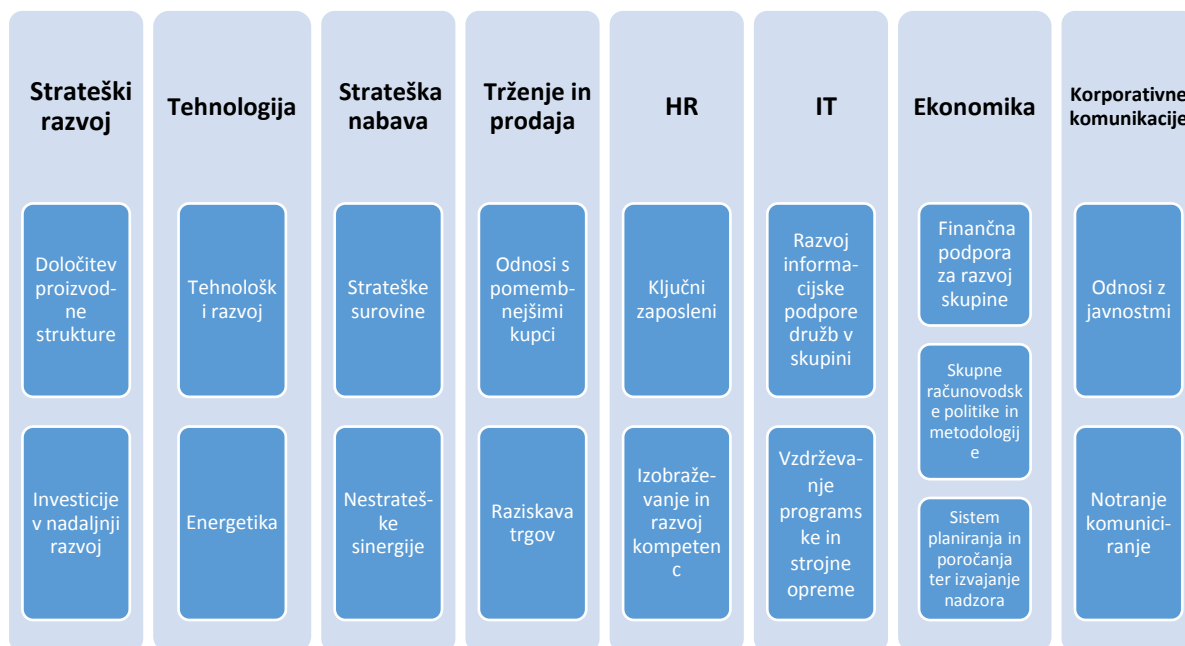 Strateški
razvoj
Določitev
proizvod-
ne
strukture
Investicije
v nadaljnji
razvoj
Tehnologija
Tehnološk
i razvoj
Energetika
Strateška
nabava
Strateške
surovine
Nestrateš-
ke
sinergije
Trženje in
prodaja
Odnosi s
pomemb-
nejšimi
kupci
Raziskava
trgov
HR
Ključni
zaposleni
Izobraže-
vanje in
razvoj
kompeten
c
IT
Razvoj
informa-
cijske
podpore
družb v
skupini
Vzdrževa-
nje
programs
ke in
strojne
opreme
Ekonomika
Finančna
podpora
za razvoj
skupine
Skupne
računovodsk
e politike in
metodologij
e
Sistem
planiranja in
poročanja
ter izvajanje
nadzora
Korporativne
komunikacije
Odnosi z
javnostmi
Notranje
komunici-
ranje